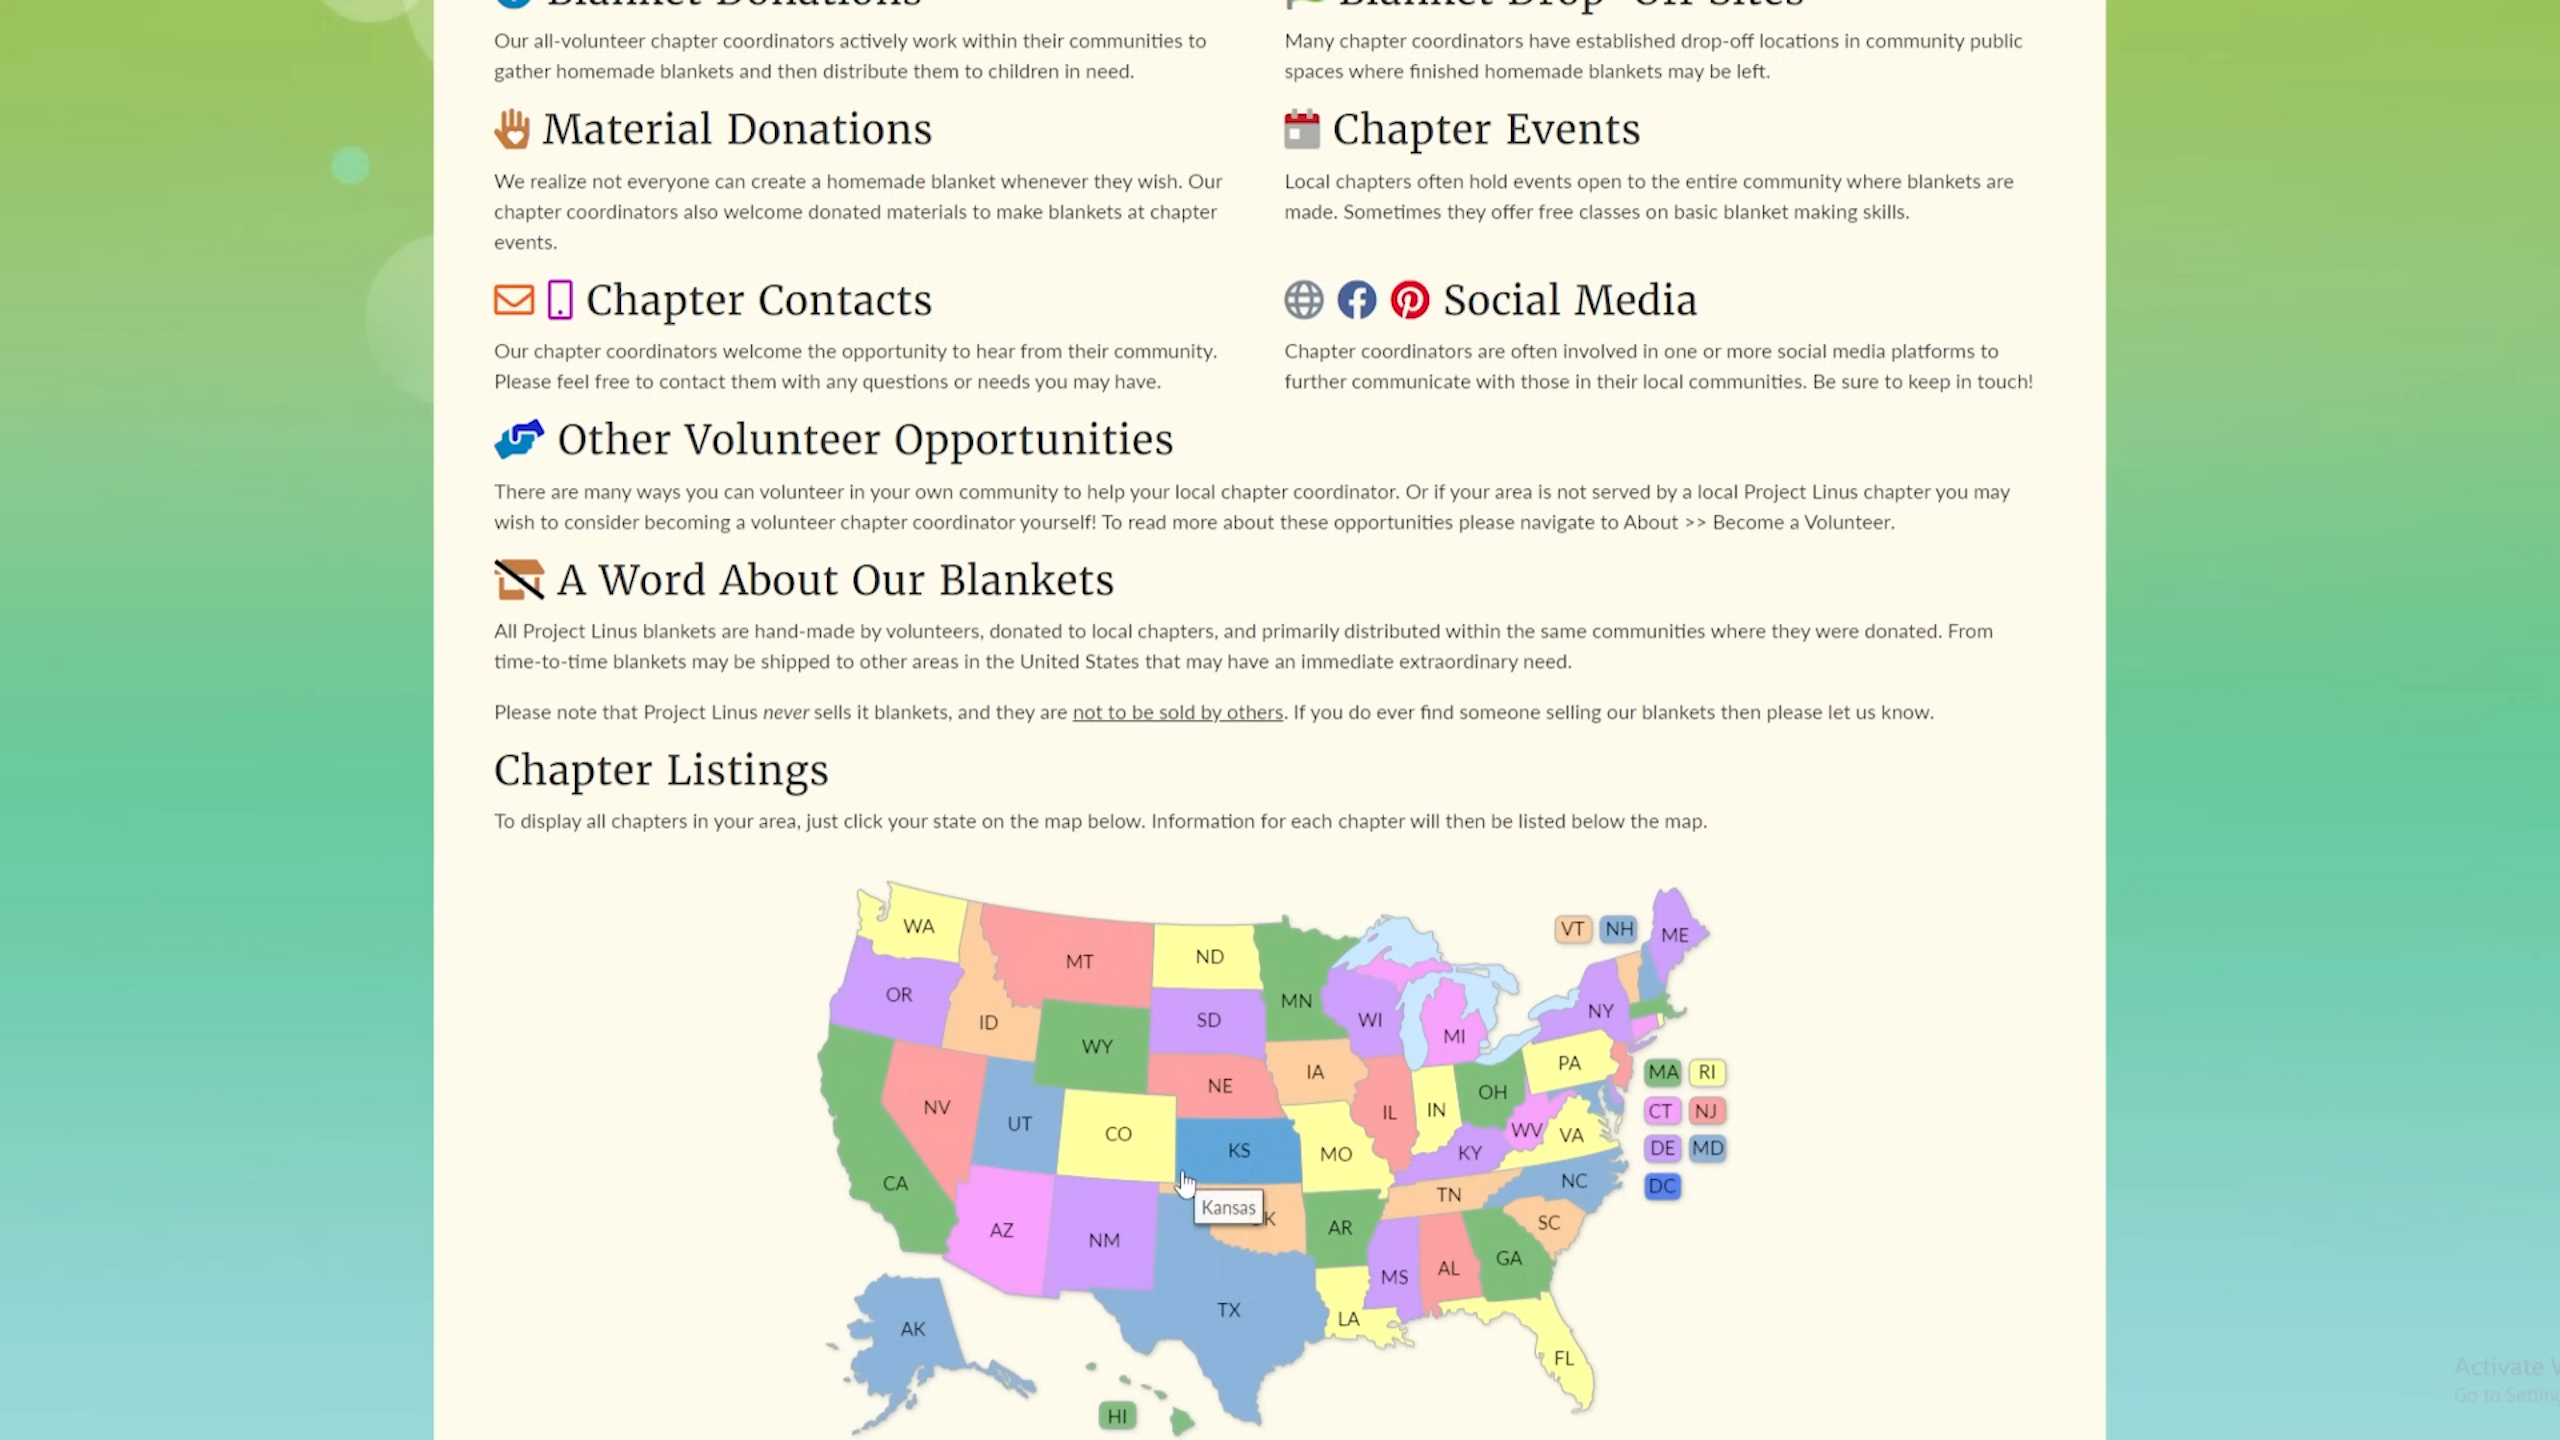 Blanket Donations
Our all-volunteer chapter coordinators actively work within their communities to
gather homemade blankets and then distribute them to children in need.
Blanket Drop-Off Sites
Many chapter coordinators have established drop-off locations in community public
spaces where finished homemade blankets may be left.
Material Donations
We realize not everyone can create a homemade blanket whenever they wish. Our
chapter coordinators also welcome donated materials to make blankets at chapter
events.
Chapter Events
Local chapters often hold events open to the entire community where blankets are
made. Sometimes they offer free classes on basic blanket making skills.
Chapter Contacts
Our chapter coordinators welcome the opportunity to hear from their community.
Please feel free to contact them with any questions or needs you may have.
Social Media
Chapter coordinators are often involved in one or more social media platforms to
further communicate with those in their local communities. Be sure to keep in touch!
Other Volunteer Opportunities
There are many ways you can volunteer in your own community to help your local chapter coordinator. Or if your area is not served by a local Project Linus chapter you may
wish to consider becoming a volunteer chapter coordinator yourself! To read more about these opportunities please navigate to About >> Become a Volunteer.
A Word About Our Blankets
All Project Linus blankets are hand-made by volunteers, donated to local chapters, and primarily distributed within the same communities where they were donated. From
time-to-time blankets may be shipped to other areas in the United States that may have an immediate extraordinary need.
Please note that Project Linus never sells it blankets, and they are not to be sold by others. If you do ever find someone selling our blankets then please let us know.
Chapter Listings
To display all chapters in your area, just click your state on the map below. Information for each chapter will then be listed below the map.
WA
MT
ND
MN
VT
NH
ME
OR
ID
WY
SD
WI
MI
NY
NV
UT
CO
NE
IA
IL
IN
OH
PA
MA
RI
CT
NJ
KS
MO
KY
WV
VA
DE
MD
CA
AZ
NM
Kansas
K
AR
TN
NC
DC
SC
MS
AL
GA
AK
TX
LA
FL
HI
Activate
Go to Setting